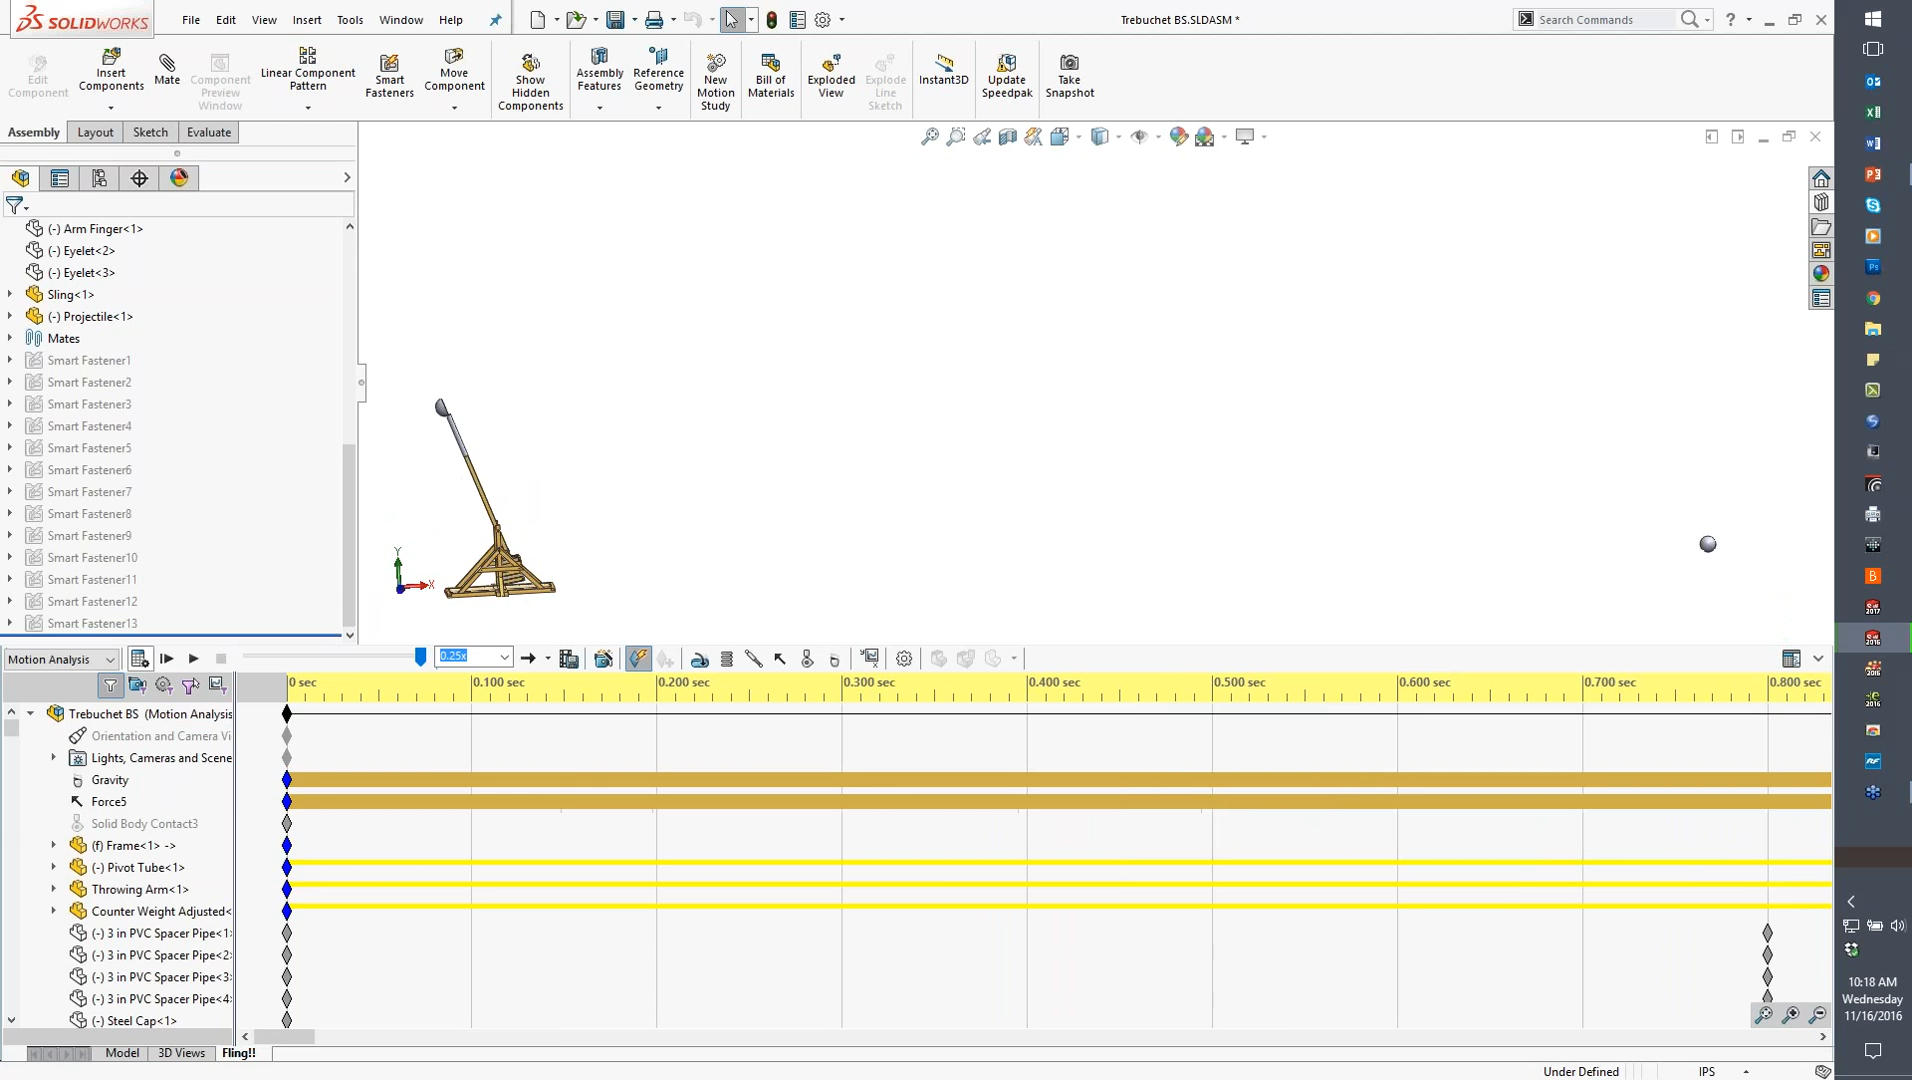 SOLIDWORKS
File Edit View Insert Tools Window Help
Trebuchet BS.SLDASM *
Search Commands
Edit Component
Insert Components
Mate
Component Preview Window
Linear Component Pattern
Smart Fasteners
Move Component
Show Hidden Components
Assembly Features
Reference Geometry
New Motion Study
Bill of Materials
Exploded View
Explode Line Sketch
Instant3D
Update Speedpak
Take Snapshot
Assembly Layout Sketch Evaluate
(-) Arm Finger<1>
(-) Eyelet<2>
(-) Eyelet<3>
Sling<1>
(-) Projectile<1>
Mates
Smart Fastener1
Smart Fastener2
Smart Fastener3
Smart Fastener4
Smart Fastener5
Smart Fastener6
Smart Fastener7
Smart Fastener8
Smart Fastener9
Smart Fastener10
Smart Fastener11
Smart Fastener12
Smart Fastener13
Y
X
Motion Analysis
0.25x
0 sec 0.100 sec 0.200 sec 0.300 sec 0.400 sec 0.500 sec 0.600 sec 0.700 sec 0.800 sec
Trebuchet BS (Motion Analysis
Orientation and Camera Vi
Lights, Cameras and Scene
Gravity
Force5
Solid Body Contact3
(f) Frame<1> ->
(-) Pivot Tube<1>
Throwing Arm<1>
Counter Weight Adjusted<
(-) 3 in PVC Spacer Pipe<1>
(-) 3 in PVC Spacer Pipe<2>
(-) 3 in PVC Spacer Pipe<3>
(-) 3 in PVC Spacer Pipe<4>
(-) Steel Cap<1>
Model 3D Views Fling!!
Under Defined
IPS
10:18 AM
Wednesday
11/16/2016